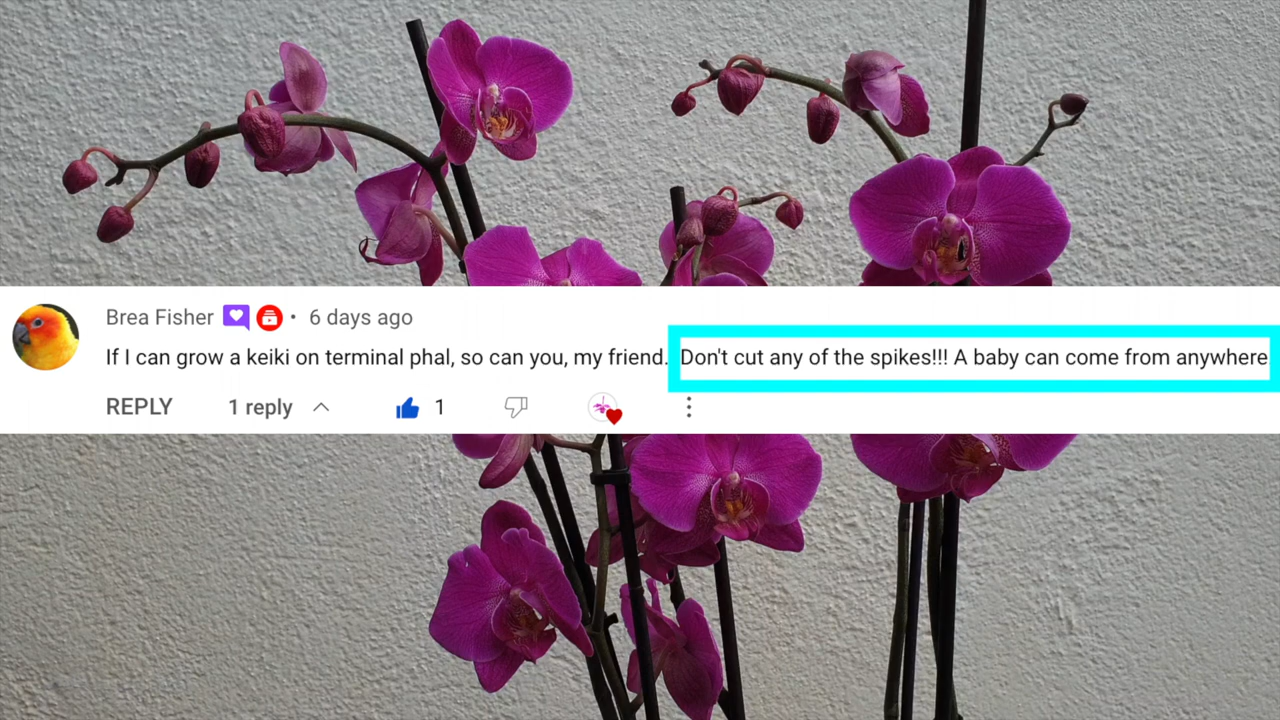 Brea Fisher • 6 days ago
If I can grow a keiki on terminal phal, so can you, my friend. Don't cut any of the spikes!!! A baby can come from anywhere
REPLY 1 reply 1